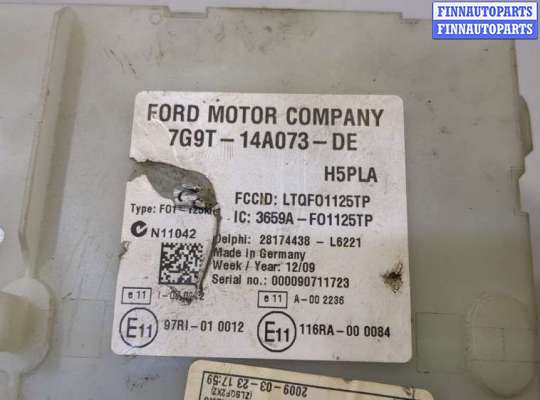 FINNAUTOPARTS
FINNAUTOPARTS
FORD MOTOR COMPANY
7G9T-14A073-DE
H5PLA
FCCID: LTQFO1125TP
Type: FO1-125k
IC: 3659A-FO1125TP
N11042
Delphi: 28174438-L6221
Made in Germany
Week / Year: 12/09
Serial no.: 000090711723
e 11
e 11 A-00 2236
E11 97RI-01 0012
E11 116RA-00 0084
2009-03-23 17:59